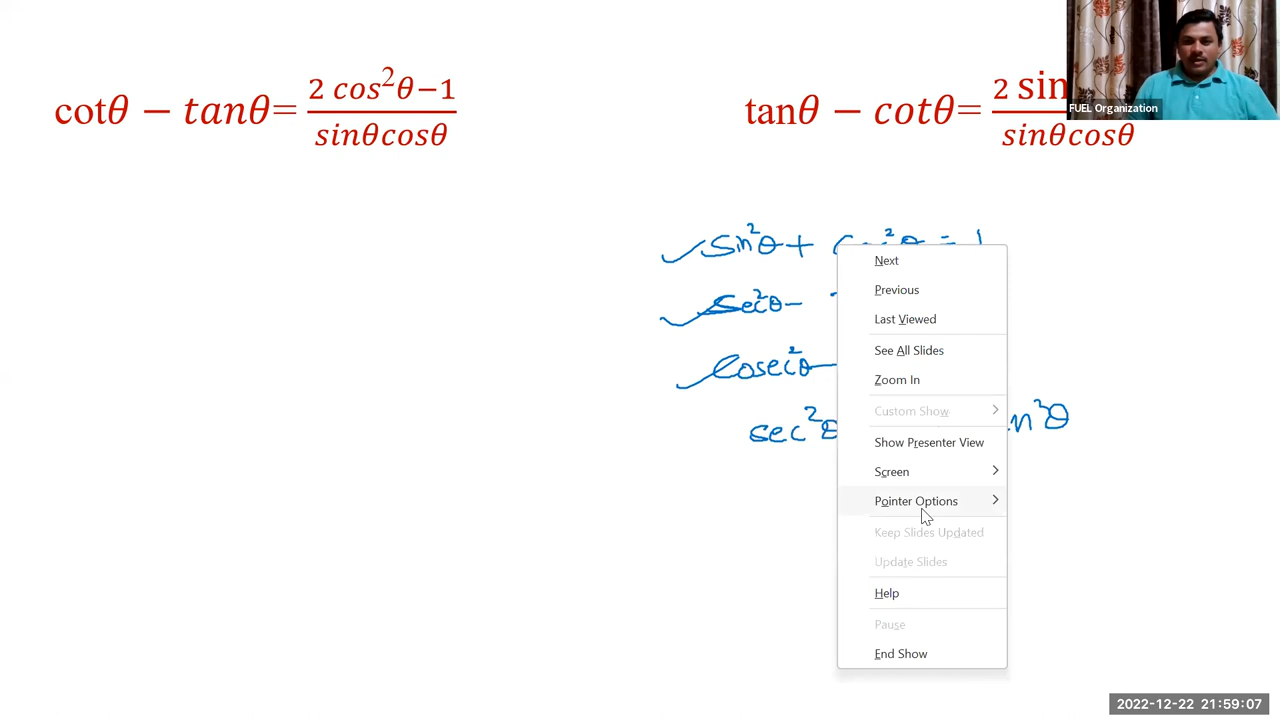 cotθ − tanθ= 2 cos²θ−1 / sinθcosθ
tanθ − cotθ= 2 sin / sinθcosθ
FUEL Organization
sin²θ + θ = 1
sec²θ −
cosec²θ −
sec²θ n²θ
Next
Previous
Last Viewed
See All Slides
Zoom In
Custom Show
Show Presenter View
Screen
Pointer Options
Keep Slides Updated
Update Slides
Help
Pause
End Show
2022-12-22 21:59:07